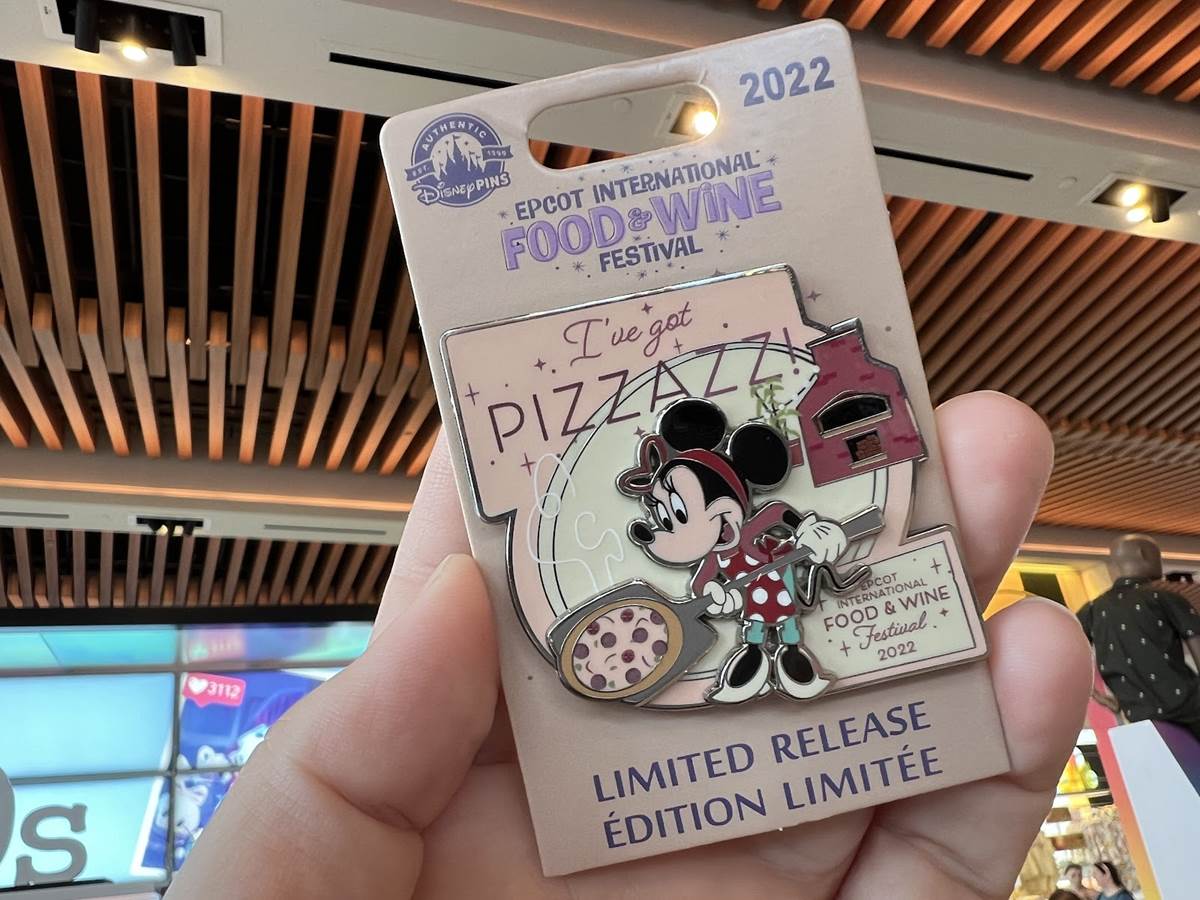 2022
AUTHENTIC
EST. 1999
DISNEY PINS
EPCOT INTERNATIONAL
FOOD & WINE
FESTIVAL
I've got
PIZZAZZ!
EPCOT
INTERNATIONAL
FOOD & WINE
Festival
2022
LIMITED RELEASE
ÉDITION LIMITÉE
3112
s